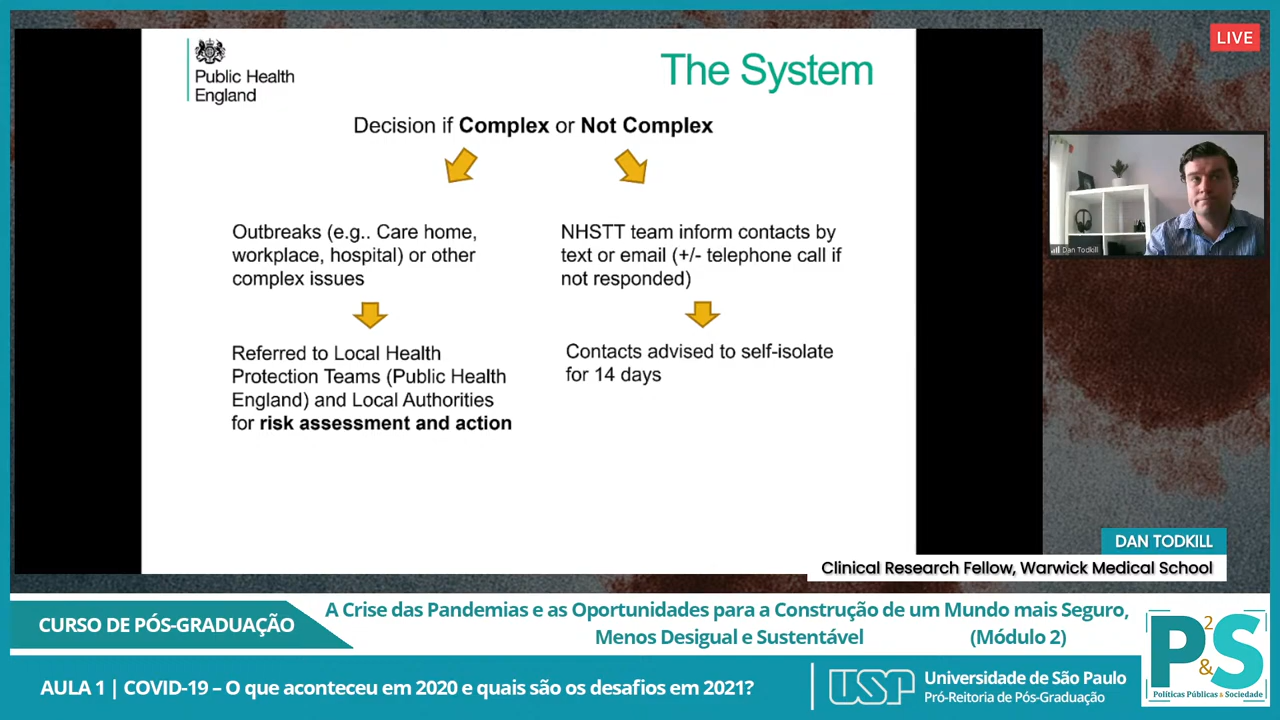 LIVE
Public Health
England
The System
Decision if Complex or Not Complex
Outbreaks (e.g.. Care home,
workplace, hospital) or other
complex issues
NHSTT team inform contacts by
text or email (+/- telephone call if
not responded)
Referred to Local Health
Protection Teams (Public Health
England) and Local Authorities
for risk assessment and action
Contacts advised to self-isolate
for 14 days
Dan Todkill
DAN TODKILL
Clinical Research Fellow, Warwick Medical School
CURSO DE PÓS-GRADUAÇÃO
A Crise das Pandemias e as Oportunidades para a Construção de um Mundo mais Seguro,
Menos Desigual e Sustentável (Módulo 2)
AULA 1 | COVID-19 – O que aconteceu em 2020 e quais são os desafios em 2021?
USP
Universidade de São Paulo
Pró-Reitoria de Pós-Graduação
P2&S
Políticas Públicas & Sociedade